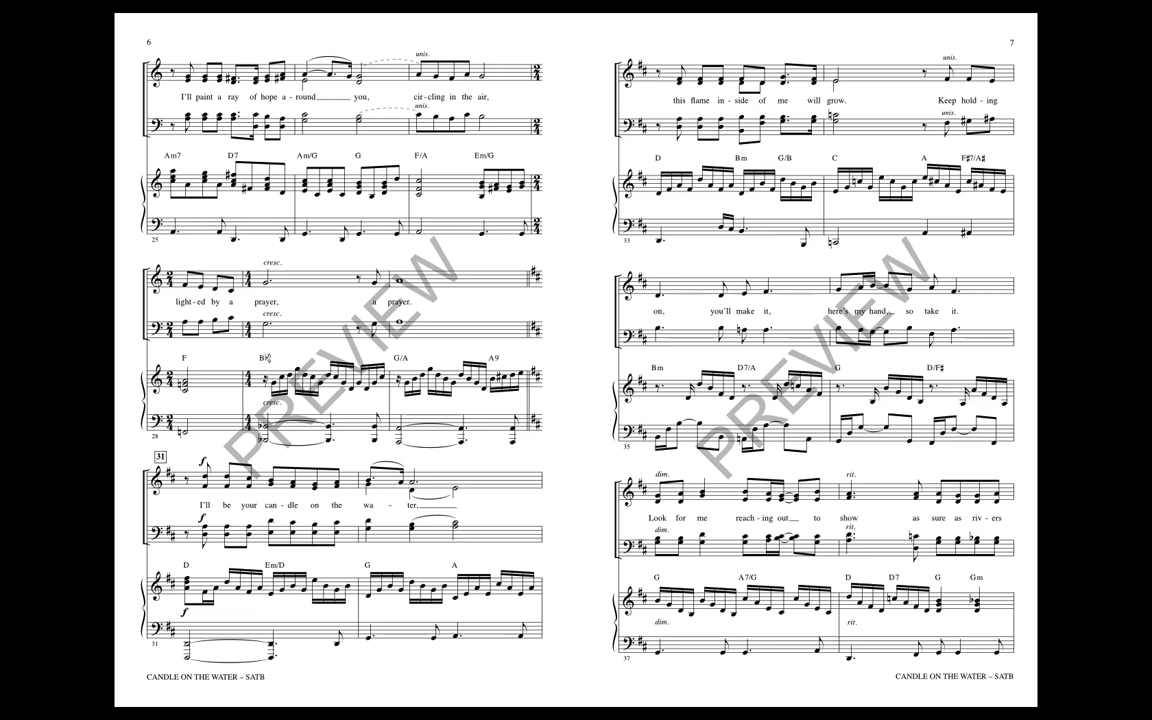 6
unis.
I'll paint a ray of hope a - round you, cir - cling in the air,
unis.
Am7 D7 Am/G G F/A Em/G
25
cresc.
light - ed by a prayer, a prayer.
cresc.
F B♭6/9 G/A A9
cresc.
28
31
f
I'll be your can - dle on the wa - ter,
f
D Em/D G A
f
31
CANDLE ON THE WATER – SATB
7
unis.
this flame in - side of me will grow. Keep hold - ing
unis.
D Bm G/B C A F♯7/A♯
33
on, you'll make it, here's my hand, so take it.
Bm D7/A G D/F♯
35
dim. rit.
Look for me reach - ing out to show as sure as riv - ers
dim. rit.
G A7/G D D7 G Gm
dim. rit.
37
CANDLE ON THE WATER – SATB
PREVIEW
PREVIEW